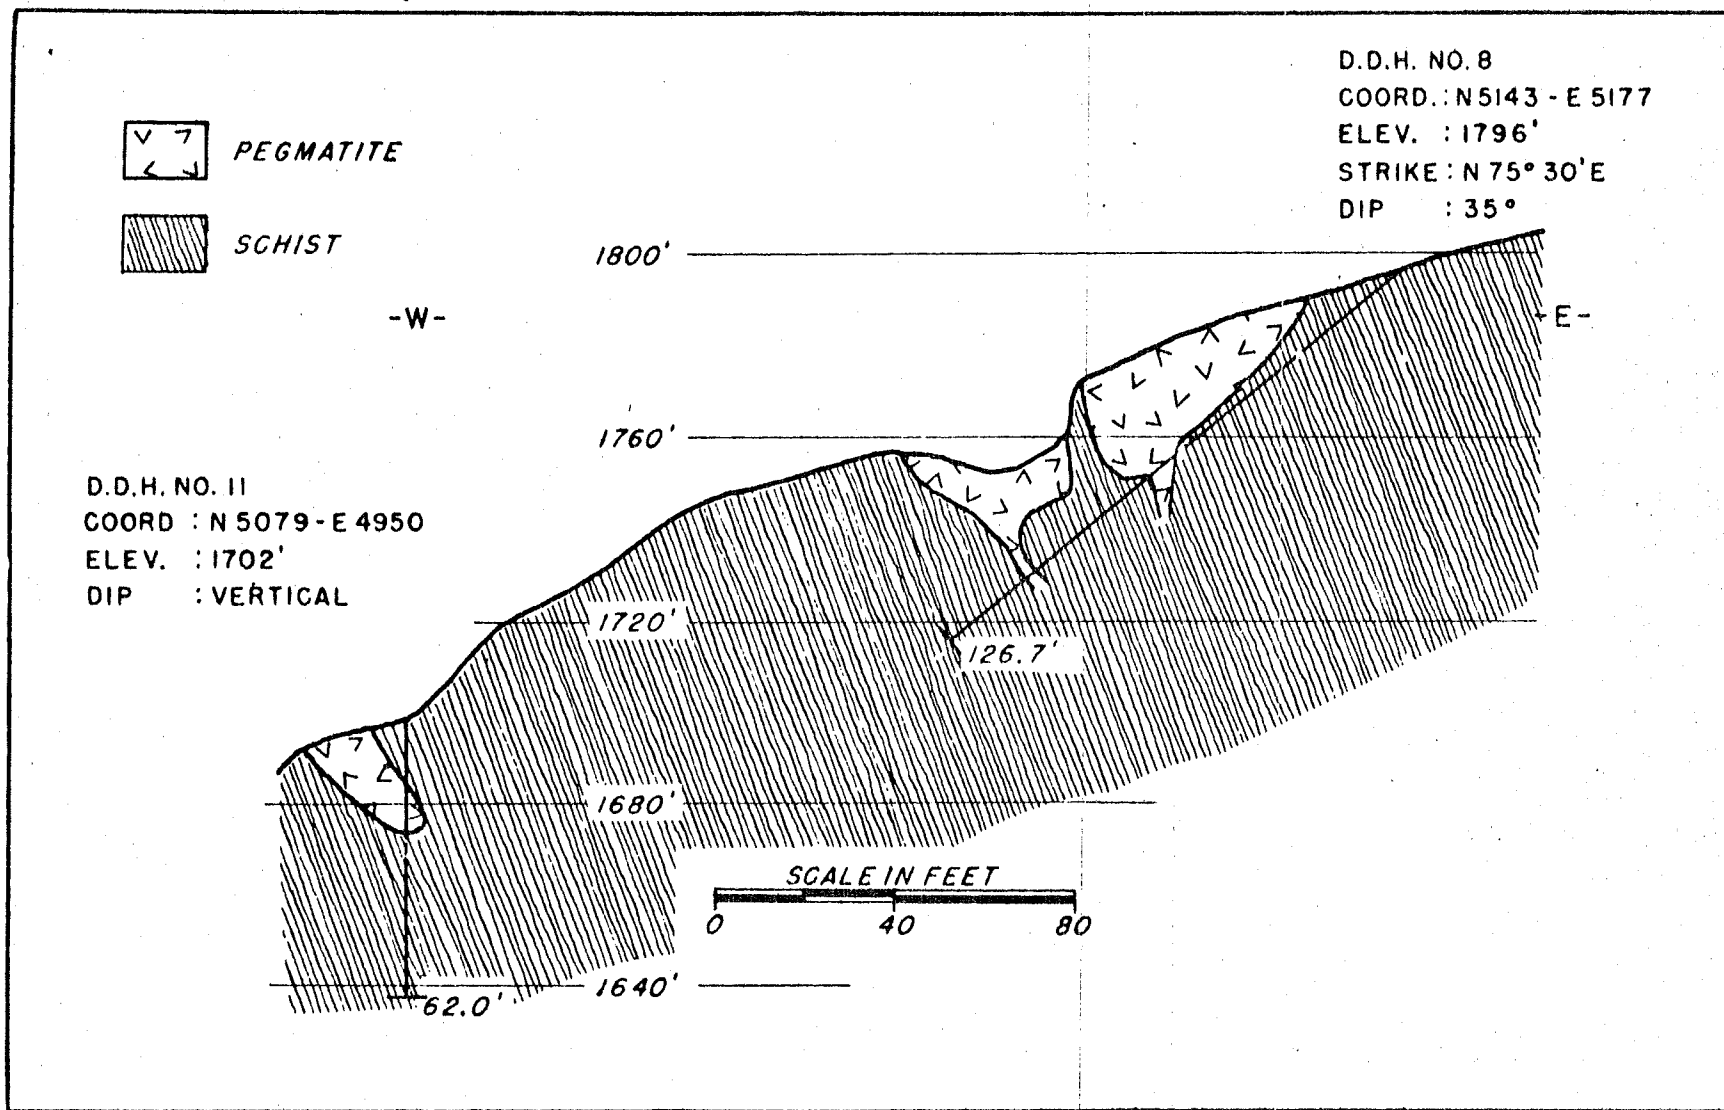 PEGMATITE
SCHIST
D.D.H. NO. 8
COORD.: N 5143 - E 5177
ELEV. : 1796'
STRIKE : N 75° 30' E
DIP : 35°
1800'
-W-
-E-
1760'
D.D.H. NO. 11
COORD : N 5079 - E 4950
ELEV. : 1702'
DIP : VERTICAL
1720'
126.7'
1680'
SCALE IN FEET
0 40 80
1640'
62.0'